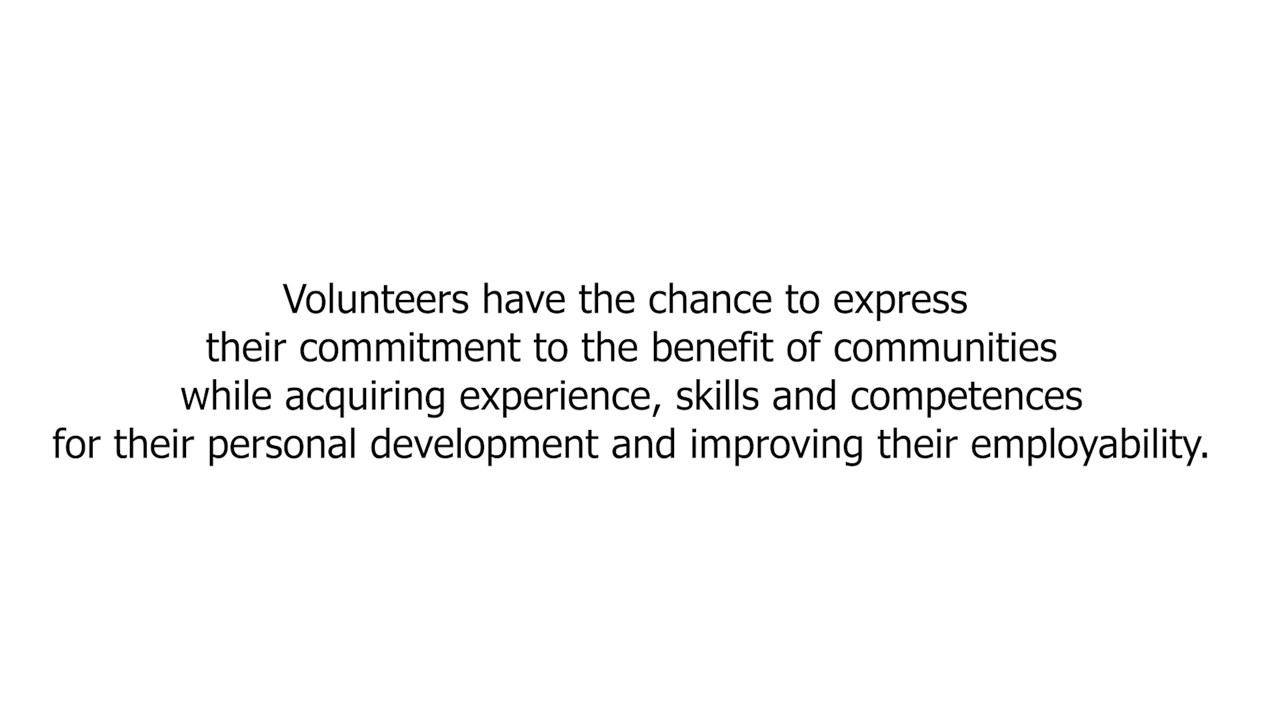 Volunteers have the chance to express
their commitment to the benefit of communities
while acquiring experience, skills and competences
for their personal development and improving their employability.